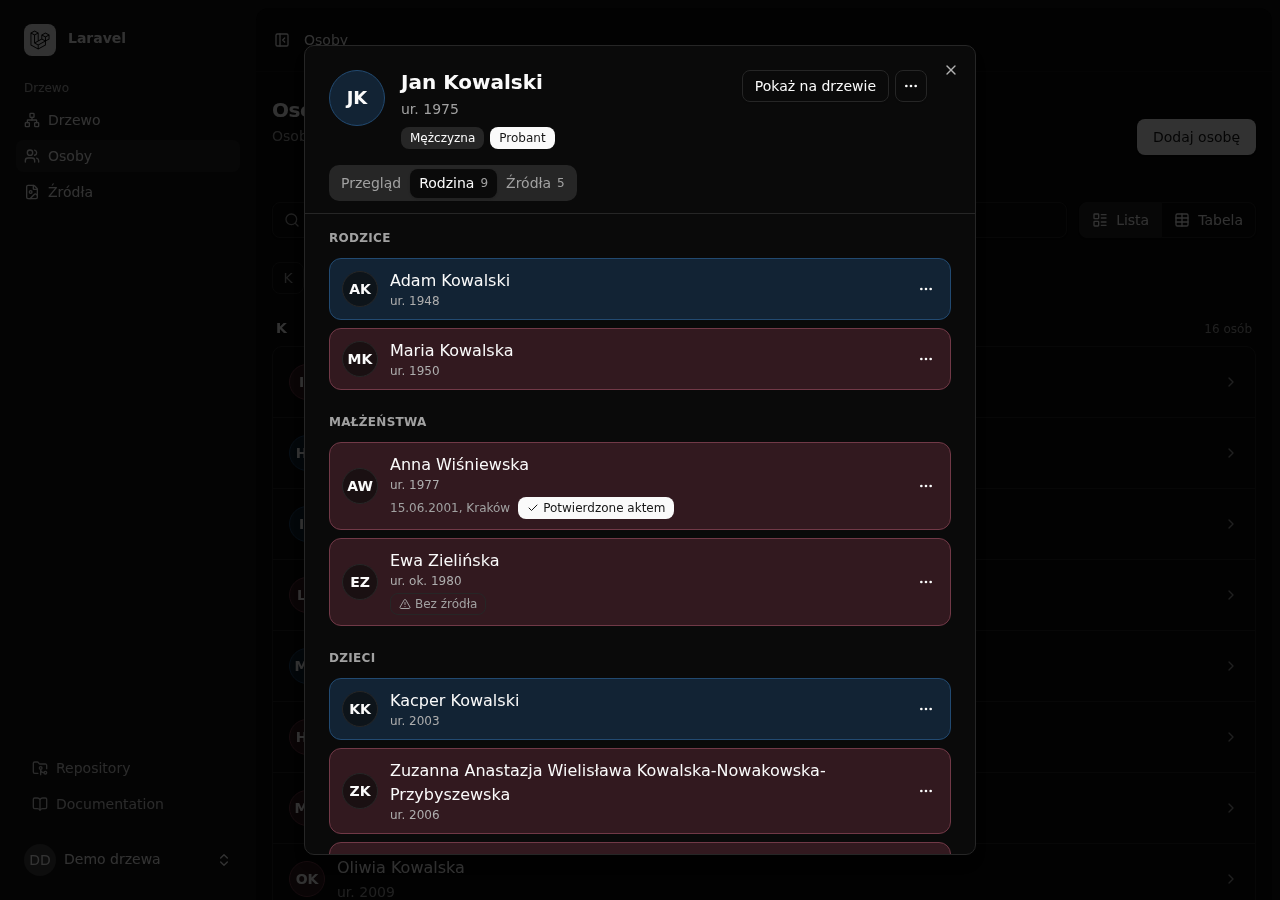 Laravel
Drzewo
Drzewo
Osoby
Źródła
Repository
Documentation
DD Demo drzewa
Osoby
Dodaj osobę
Lista
Tabela
K
K
16 osób
JK
Jan Kowalski
ur. 1975
Mężczyzna Probant
Pokaż na drzewie
Przegląd Rodzina 9 Źródła 5
RODZICE
AK
Adam Kowalski
ur. 1948
MK
Maria Kowalska
ur. 1950
MAŁŻEŃSTWA
AW
Anna Wiśniewska
ur. 1977
15.06.2001, Kraków Potwierdzone aktem
EZ
Ewa Zielińska
ur. ok. 1980
Bez źródła
DZIECI
KK
Kacper Kowalski
ur. 2003
ZK
Zuzanna Anastazja Wielisława Kowalska-Nowakowska-
Przybyszewska
ur. 2006
OK
Oliwia Kowalska
ur. 2009